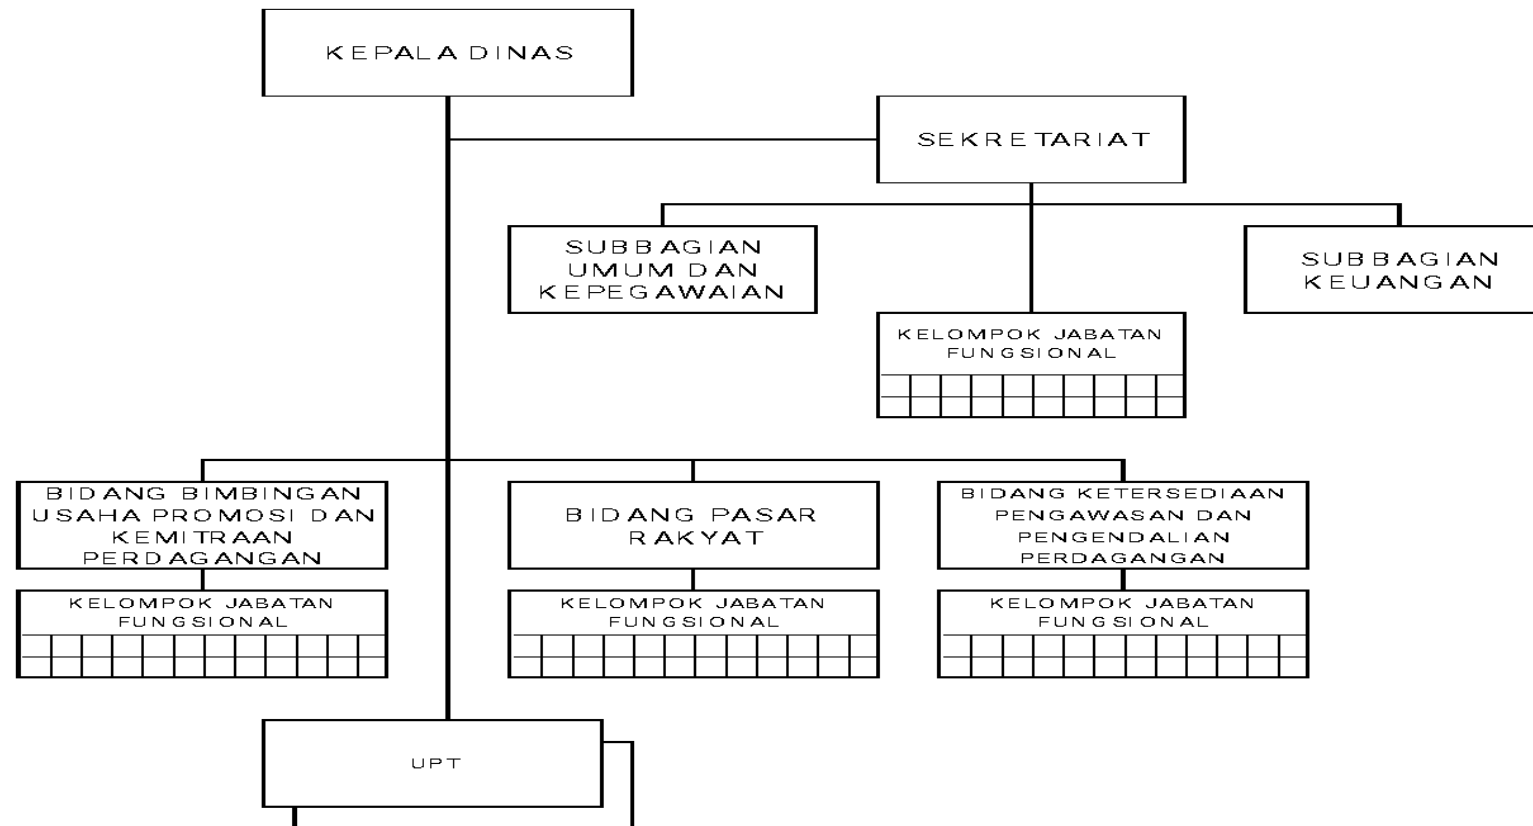 KEPALA DINAS
SEKRETARIAT
SUBBAGIAN
UMUM DAN
KEPEGAWAIAN
SUBBAGIAN
KEUANGAN
KELOMPOK JABATAN
FUNGSIONAL
BIDANG BIMBINGAN
USAHA PROMOSI DAN
KEMITRAAN
PERDAGANGAN
BIDANG PASAR
RAKYAT
BIDANG KETERSEDIAAN
PENGAWASAN DAN
PENGENDALIAN
PERDAGANGAN
KELOMPOK JABATAN
FUNGSIONAL
KELOMPOK JABATAN
FUNGSIONAL
KELOMPOK JABATAN
FUNGSIONAL
UPT